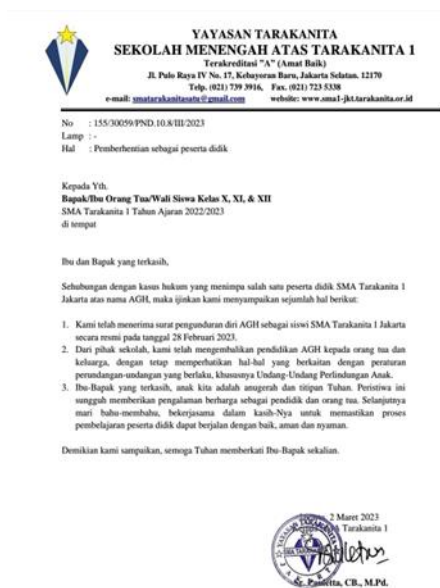 YAYASAN TARAKANITA
SEKOLAH MENENGAH ATAS TARAKANITA 1
Terakreditasi "A" (Amat Baik)
Jl. Pulo Raya IV No. 17, Kebayoran Baru, Jakarta Selatan. 12170
Telp. (021) 739 3916, Fax. (021) 723 5338
e-mail: smatarakanitasatu@gmail.com website: www.sma1-jkt.tarakanita.or.id
No : 155/30059/PND.10.8/III/2023
Lamp : -
Hal : Pemberhentian sebagai peserta didik
Kepada Yth.
Bapak/Ibu Orang Tua/Wali Siswa Kelas X, XI, & XII
SMA Tarakanita 1 Tahun Ajaran 2022/2023
di tempat
Ibu dan Bapak yang terkasih,
Sehubungan dengan kasus hukum yang menimpa salah satu peserta didik SMA Tarakanita 1
Jakarta atas nama AGH, maka ijinkan kami menyampaikan sejumlah hal berikut:
1. Kami telah menerima surat pengunduran diri AGH sebagai siswi SMA Tarakanita 1 Jakarta
secara resmi pada tanggal 28 Februari 2023.
2. Dari pihak sekolah, kami telah mengembalikan pendidikan AGH kepada orang tua dan
keluarga, dengan tetap memperhatikan hal-hal yang berkaitan dengan peraturan
perundang-undangan yang berlaku, khususnya Undang-Undang Perlindungan Anak.
3. Ibu-Bapak yang terkasih, anak kita adalah anugerah dan titipan Tuhan. Peristiwa ini
sungguh memberikan pengalaman berharga sebagai pendidik dan orang tua. Selanjutnya
mari bahu-membahu, bekerjasama dalam kasih-Nya untuk memastikan proses
pembelajaran peserta didik dapat berjalan dengan baik, aman dan nyaman.
Demikian kami sampaikan, semoga Tuhan memberkati Ibu-Bapak sekalian.
2 Maret 2023
Tarakanita 1
Sr. Pauletta, CB., M.Pd.